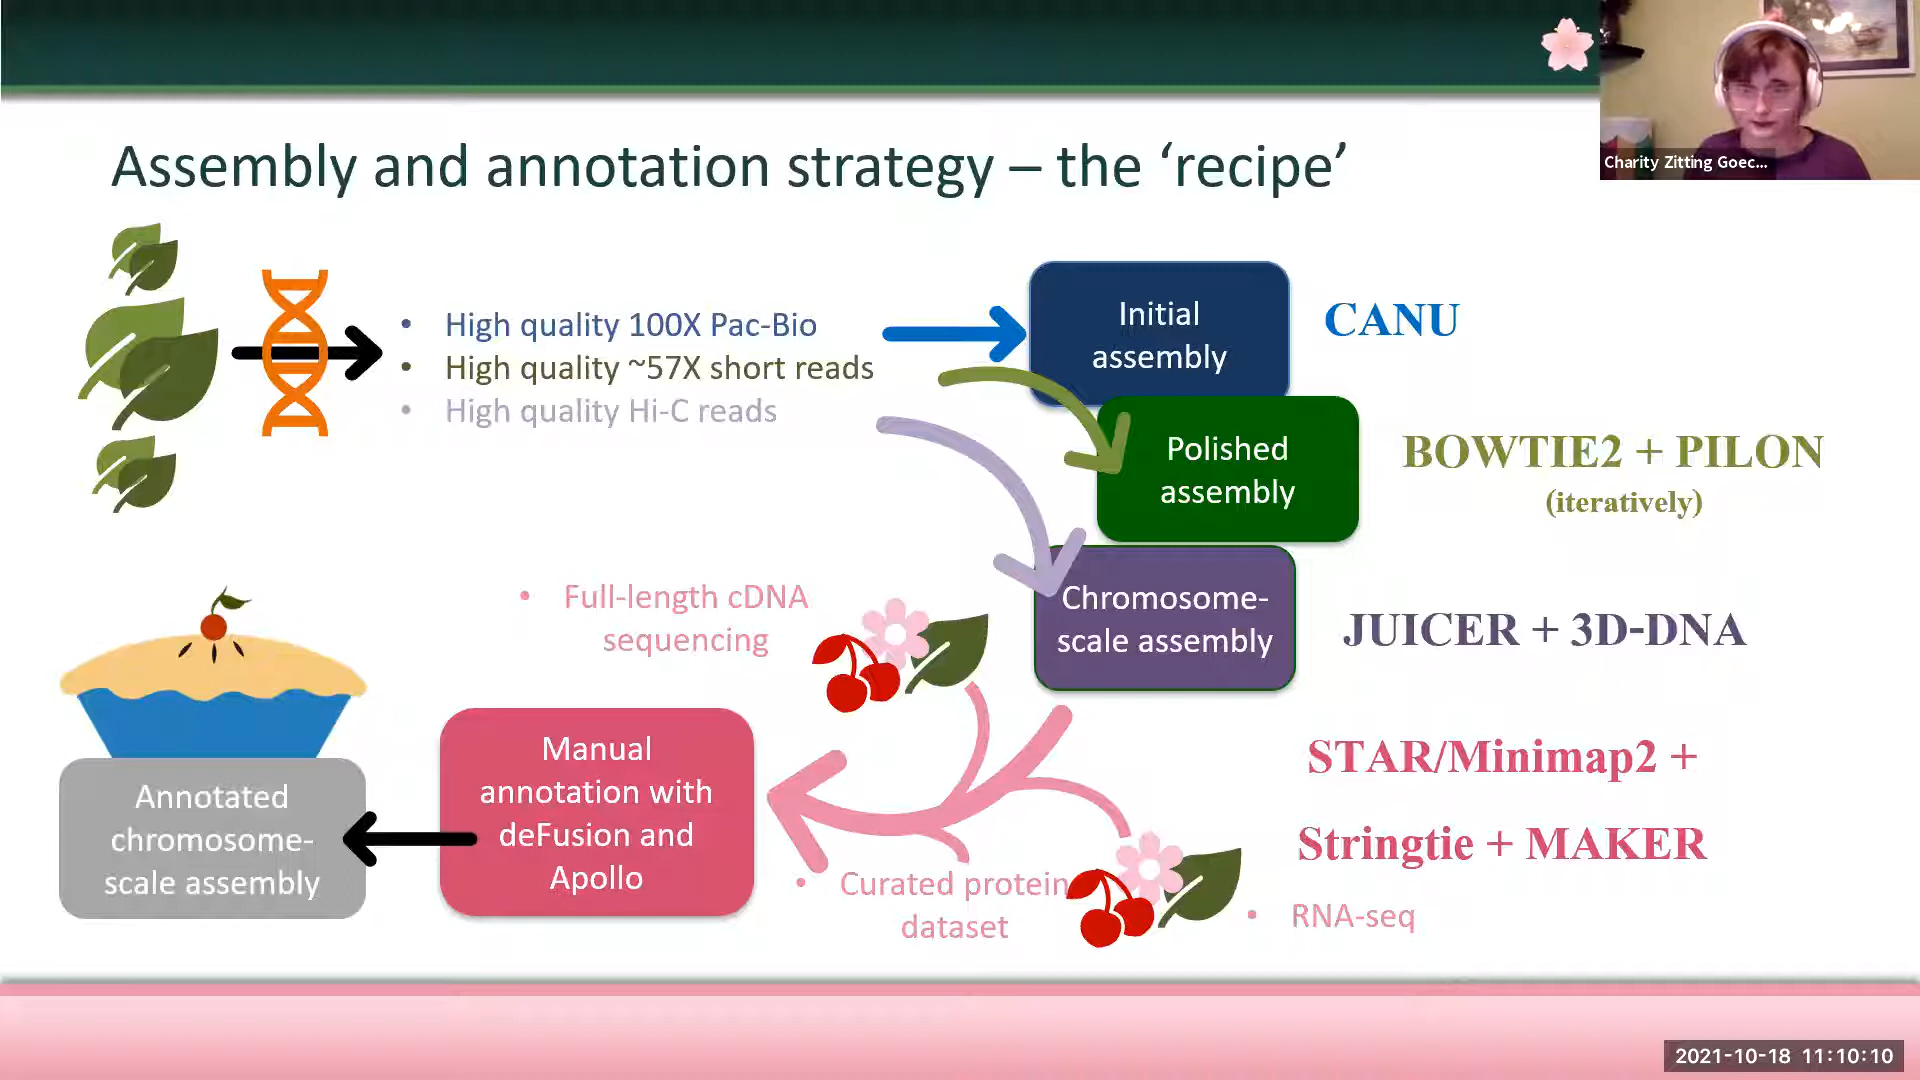 Charity Zitting Goec...
Assembly and annotation strategy – the ‘recipe’
• High quality 100X Pac-Bio
• High quality ~57X short reads
• High quality Hi-C reads
Initial
assembly
CANU
Polished
assembly
BOWTIE2 + PILON
(iteratively)
Chromosome-
scale assembly
JUICER + 3D-DNA
• Full-length cDNA
sequencing
STAR/Minimap2 +
Stringtie + MAKER
• RNA-seq
• Curated protein
dataset
Manual
annotation with
deFusion and
Apollo
Annotated
chromosome-
scale assembly
2021-10-18 11:10:10